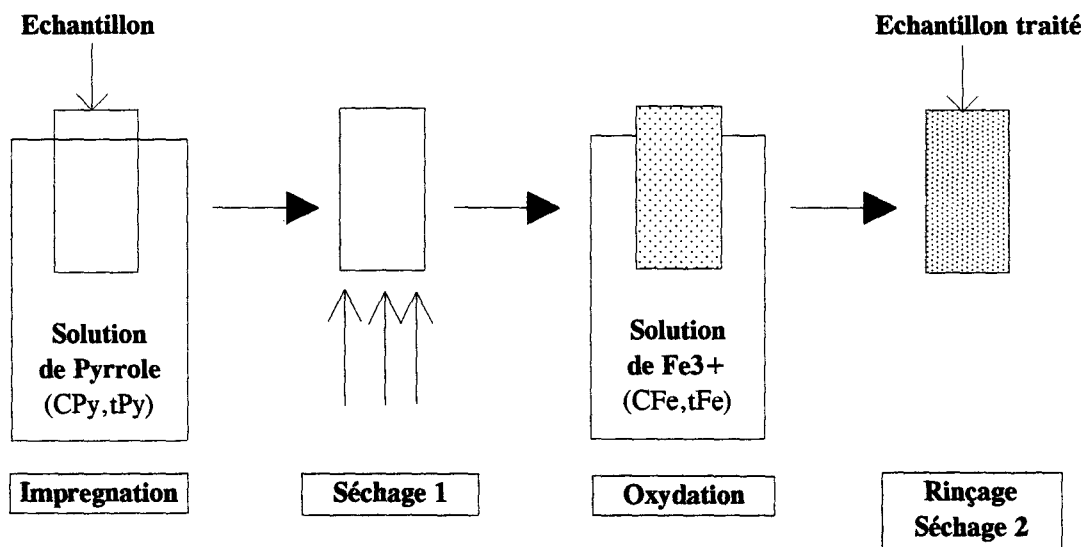 Echantillon
Echantillon traité
Solution
de Pyrrole
(CPy,tPy)
Solution
de Fe3+
(CFe,tFe)
Impregnation
Séchage 1
Oxydation
Rinçage
Séchage 2